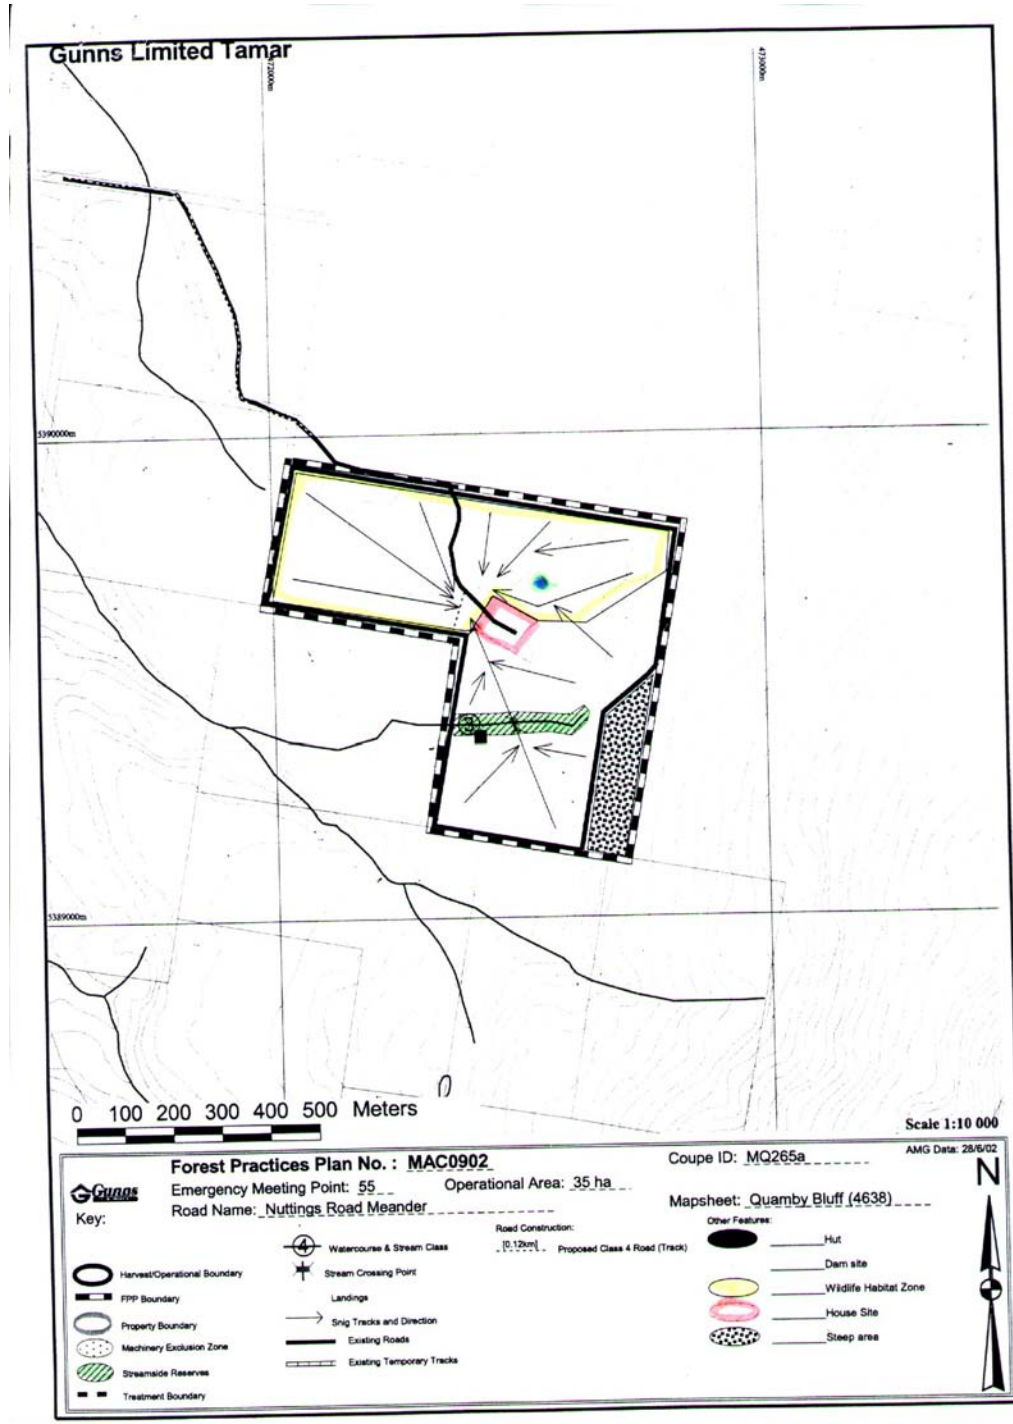 Gunns Limited Tamar
472000m
473000m
5390000m
3
5389000m
0 100 200 300 400 500 Meters
Scale 1:10 000
AMG Data: 28/6/02
Forest Practices Plan No. : MAC0902
Coupe ID: MQ265a
Gunns
Emergency Meeting Point: 55
Operational Area: 35 ha
N
Road Name: Nuttings Road Meander
Mapsheet: Quamby Bluff (4638)
Key:
Road Construction:
Other Features:
4 Watercourse & Stream Class
[0.12km] Proposed Class 4 Road (Track)
Hut
Harvest/Operational Boundary
Stream Crossing Point
Dam site
FPP Boundary
Landings
Wildlife Habitat Zone
Property Boundary
Snig Tracks and Direction
House Site
Machinery Exclusion Zone
Existing Roads
Steep area
Streamside Reserves
Existing Temporary Tracks
Treatment Boundary